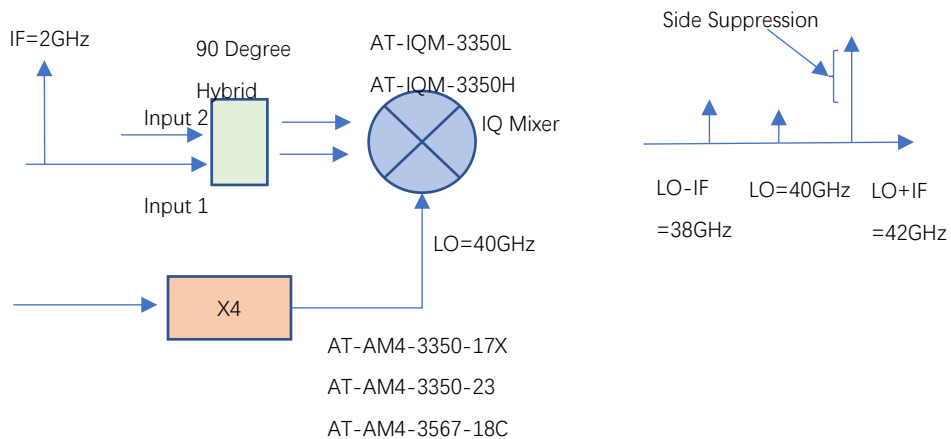 IF=2GHz
90 Degree
Hybrid
Input 2
Input 1
AT-IQM-3350L
AT-IQM-3350H
IQ Mixer
LO=40GHz
X4
AT-AM4-3350-17X
AT-AM4-3350-23
AT-AM4-3567-18C
Side Suppression
LO-IF
=38GHz
LO=40GHz
LO+IF
=42GHz